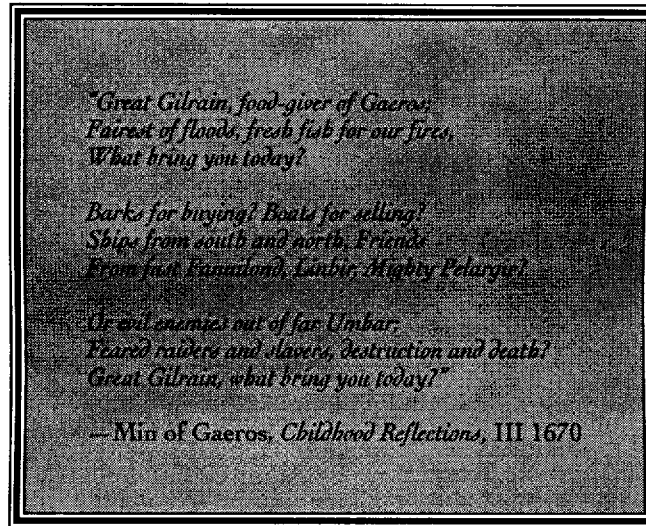 "Great Gilrain, food-giver of Gaeros;
Fairest of floods, fresh fish for our fires,
What bring you today?
Barks for buying? Boats for selling?
Ships from south and north, Friends
From fast Fanuilond, Linhir, Mighty Pelargir?
Or evil enemies out of far Umbar;
Feared raiders and slavers, destruction and death?
Great Gilrain, what bring you today?"
—Min of Gaeros, Childhood Reflections, III 1670